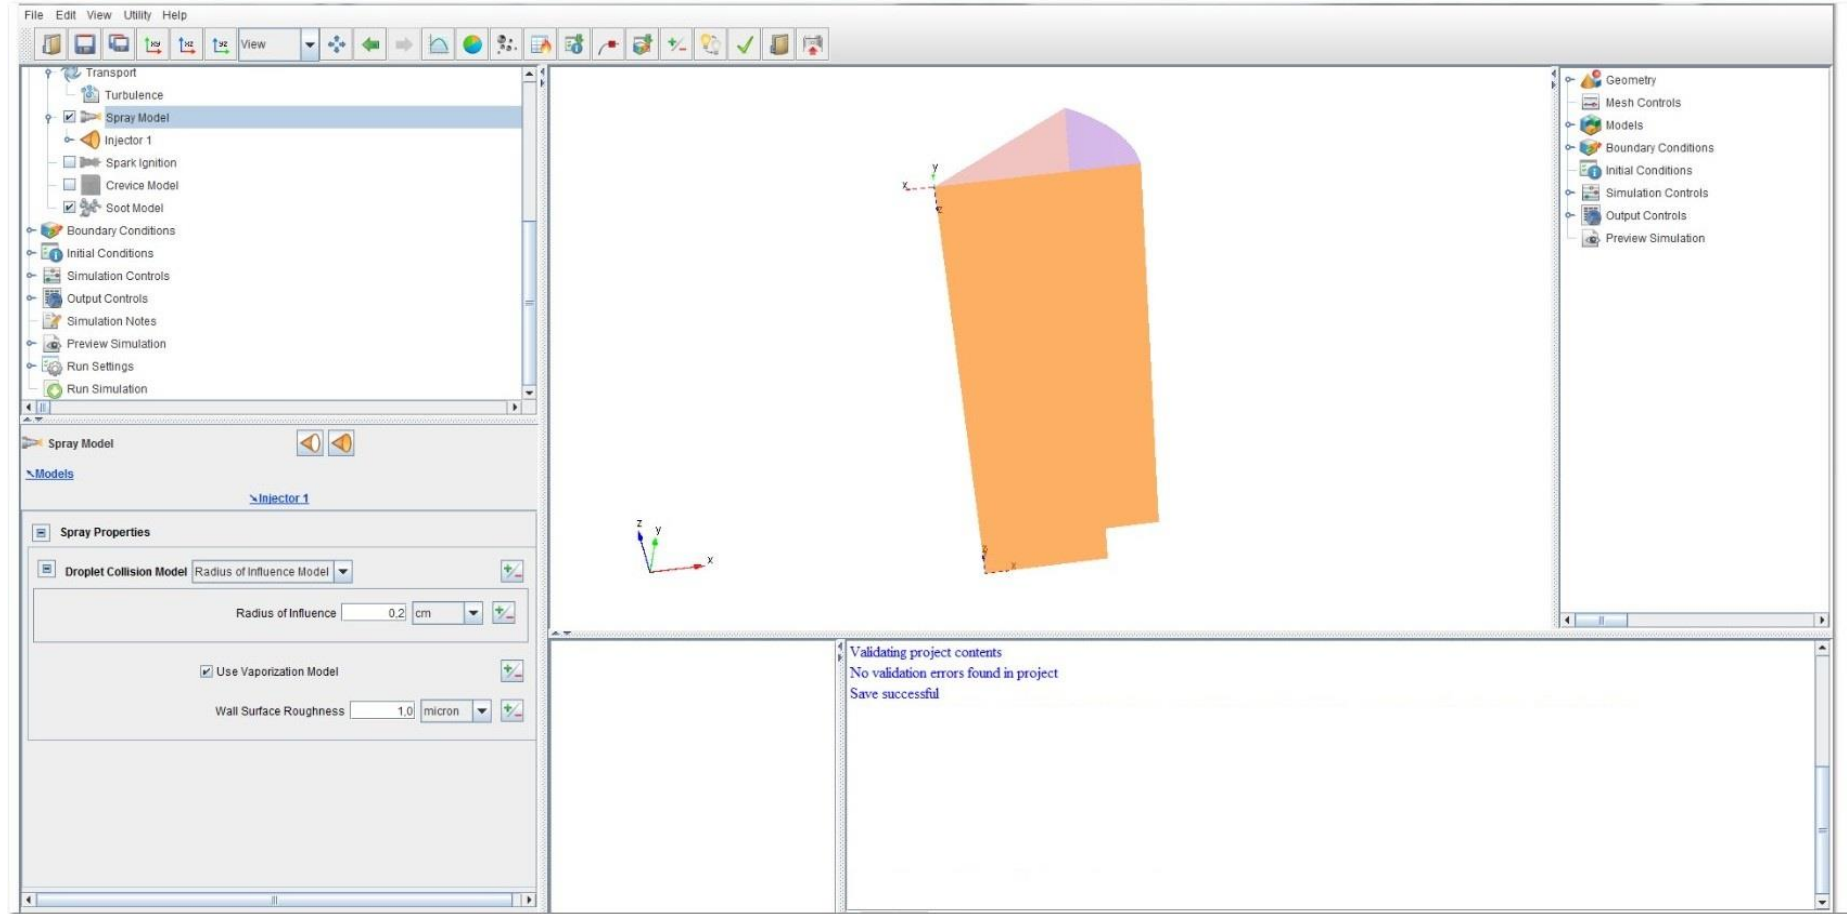 File Edit View Utility Help
View
Transport
Turbulence
Spray Model
Injector 1
Spark Ignition
Crevice Model
Soot Model
Boundary Conditions
Initial Conditions
Simulation Controls
Output Controls
Simulation Notes
Preview Simulation
Run Settings
Run Simulation
Spray Model
Models
Injector 1
Spray Properties
Droplet Collision Model Radius of Influence Model
Radius of Influence 0,2 cm
Use Vaporization Model
Wall Surface Roughness 1,0 micron
y
x
z
x
z y
x
Validating project contents
No validation errors found in project
Save successful
Geometry
Mesh Controls
Models
Boundary Conditions
Initial Conditions
Simulation Controls
Output Controls
Preview Simulation